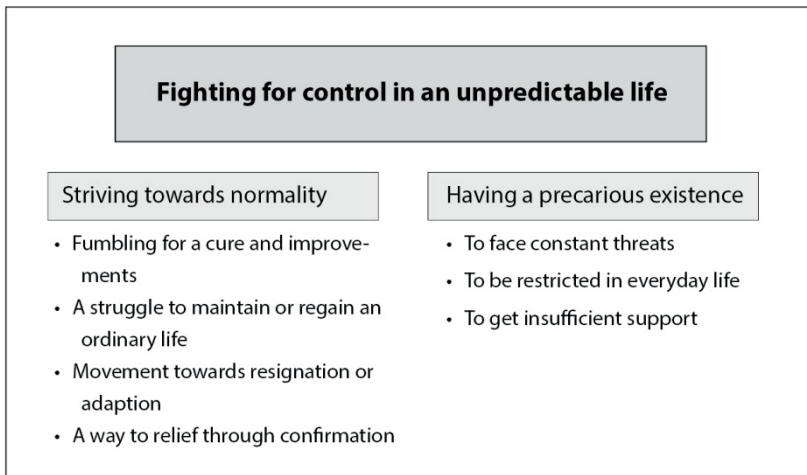 Fighting for control in an unpredictable life
Striving towards normality
• Fumbling for a cure and improve-
ments
• A struggle to maintain or regain an
ordinary life
• Movement towards resignation or
adaption
• A way to relief through confirmation
Having a precarious existence
• To face constant threats
• To be restricted in everyday life
• To get insufficient support